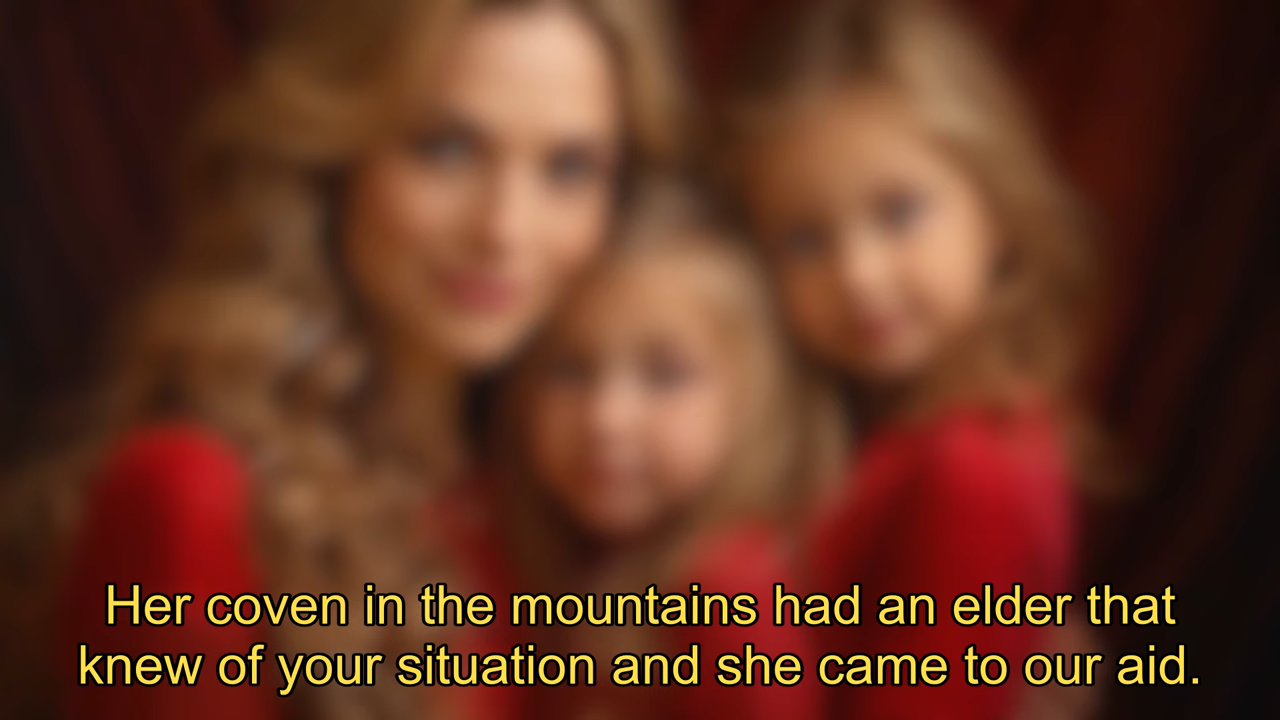 Her coven in the mountains had an elder that
knew of your situation and she came to our aid.